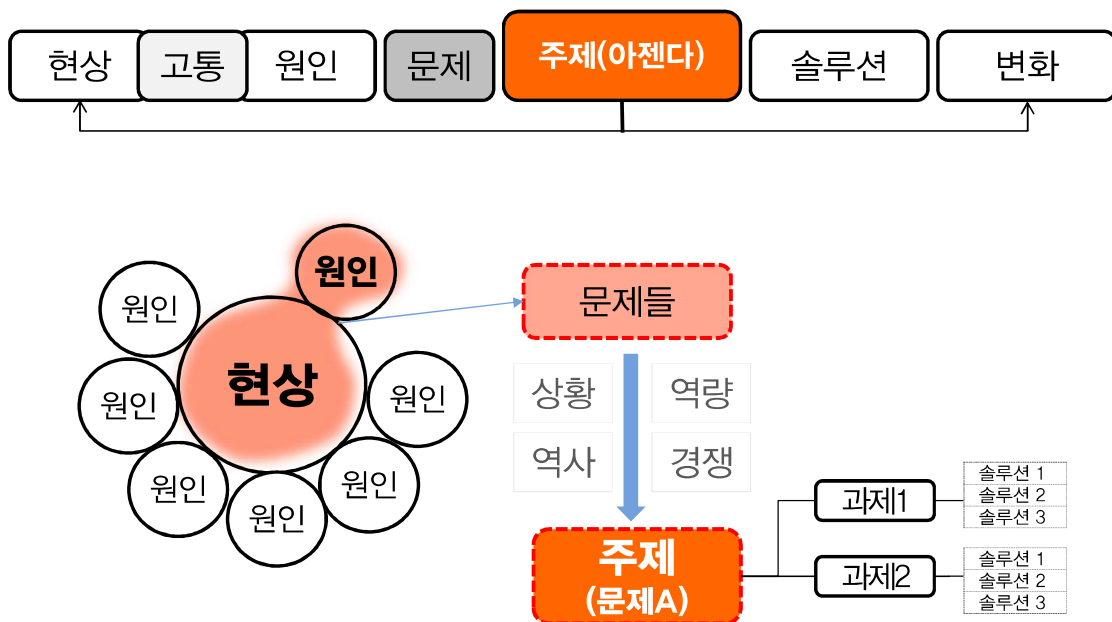 현상
고통
원인
문제
주제(아젠다)
솔루션
변화
원인
원인
원인
원인
원인
원인
원인
현상
문제들
상황
역량
역사
경쟁
주제
(문제A)
과제1
솔루션 1
솔루션 2
솔루션 3
과제2
솔루션 1
솔루션 2
솔루션 3